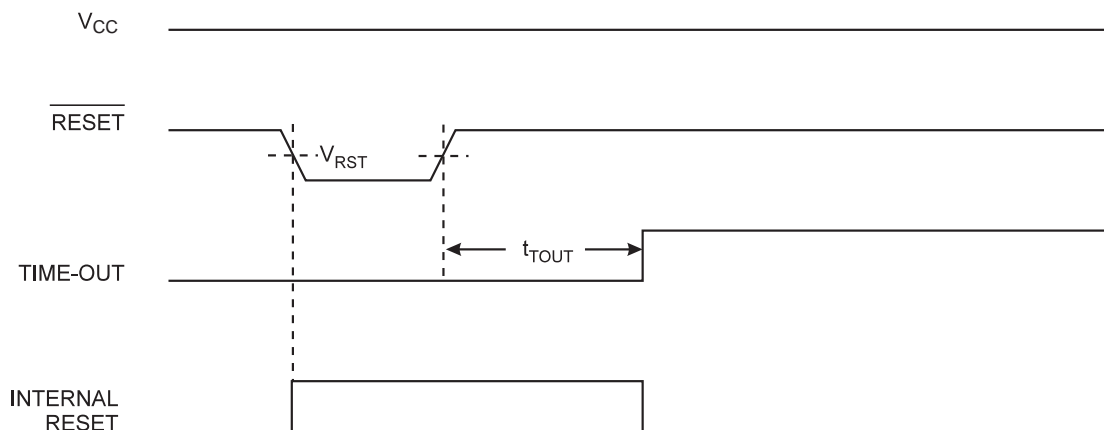 VCC
RESET
VRST
tTOUT
TIME-OUT
INTERNAL
RESET